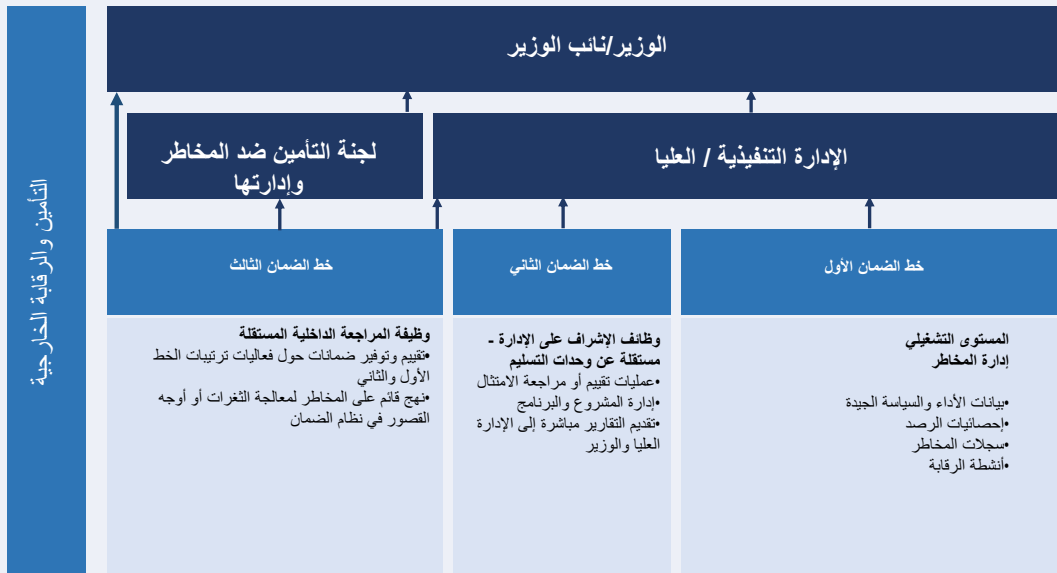 الوزير/نائب الوزير
الإدارة التنفيذية / العليا
لجنة التأمين ضد المخاطر
وإدارتها
خط الضمان الأول
المستوى التشغيلي
إدارة المخاطر
•بيانات الأداء والسياسة الجيدة
•إحصائيات الرصد
•سجلات المخاطر
•أنشطة الرقابة
خط الضمان الثاني
وظائف الإشراف على الإدارة -
مستقلة عن وحدات التسليم
•عمليات تقييم أو مراجعة الامتثال
•إدارة المشروع والبرنامج
•تقديم التقارير مباشرة إلى الإدارة
العليا والوزير
خط الضمان الثالث
وظيفة المراجعة الداخلية المستقلة
•تقييم وتوفير ضمانات حول فعاليات ترتيبات الخط
الأول والثاني
•نهج قائم على المخاطر لمعالجة الثغرات أو أوجه
القصور في نظام الضمان
التأمين والرقابة الخارجية